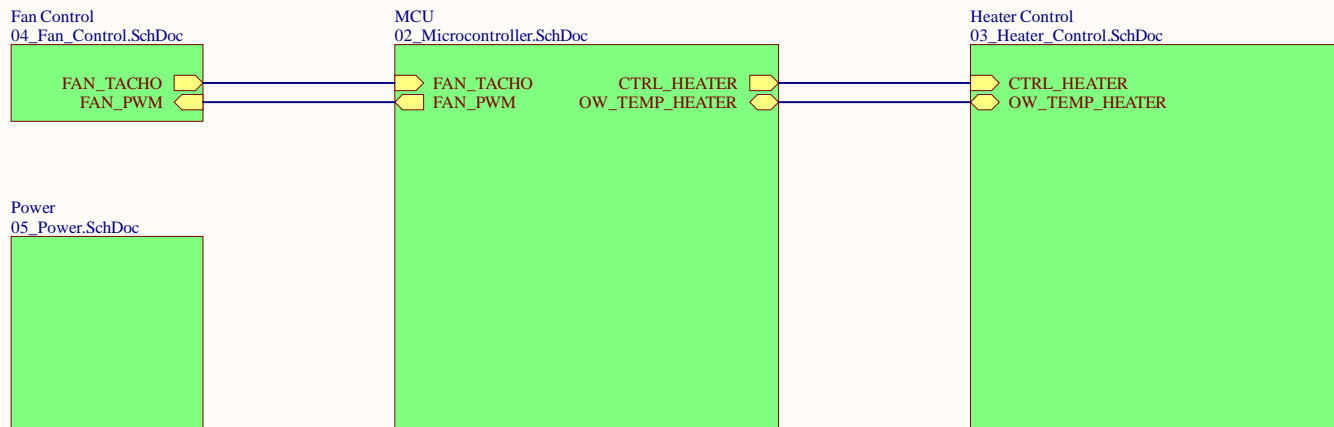 Fan Control
04_Fan_Control.SchDoc
FAN_TACHO
FAN_PWM
MCU
02_Microcontroller.SchDoc
FAN_TACHO
FAN_PWM
CTRL_HEATER
OW_TEMP_HEATER
Heater Control
03_Heater_Control.SchDoc
CTRL_HEATER
OW_TEMP_HEATER
Power
05_Power.SchDoc